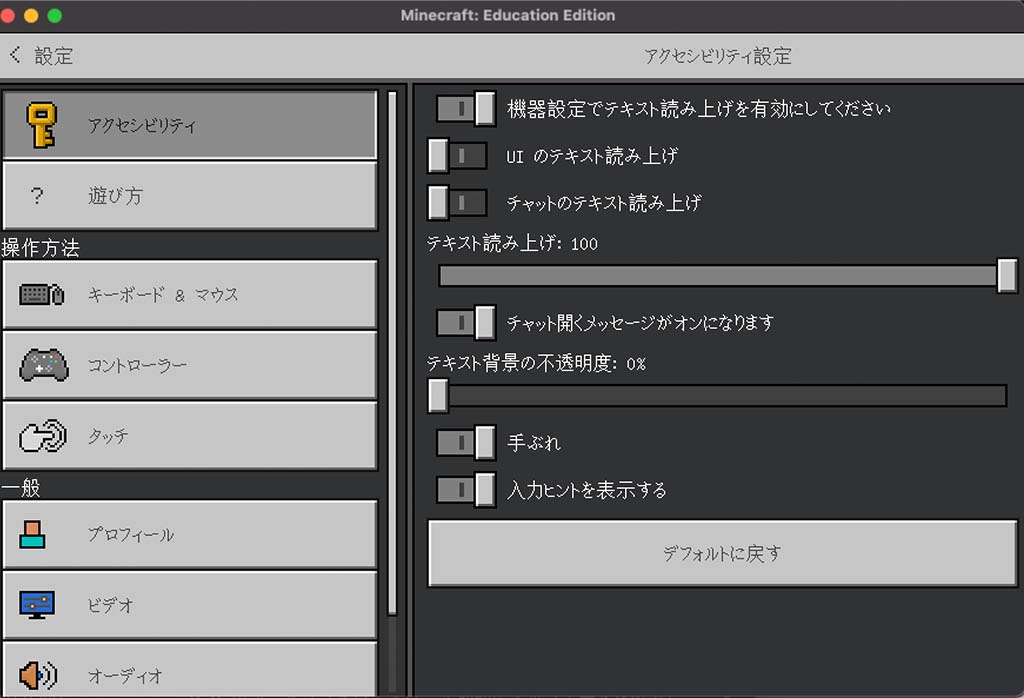 Minecraft: Education Edition
設定
アクセシビリティ設定
アクセシビリティ
? 遊び方
操作方法
キーボード & マウス
コントローラー
タッチ
一般
プロフィール
ビデオ
オーディオ
機器設定でテキスト読み上げを有効にしてください
UI のテキスト読み上げ
チャットのテキスト読み上げ
テキスト読み上げ: 100
チャット開くメッセージがオンになります
テキスト背景の不透明度: 0%
手ぶれ
入力ヒントを表示する
デフォルトに戻す